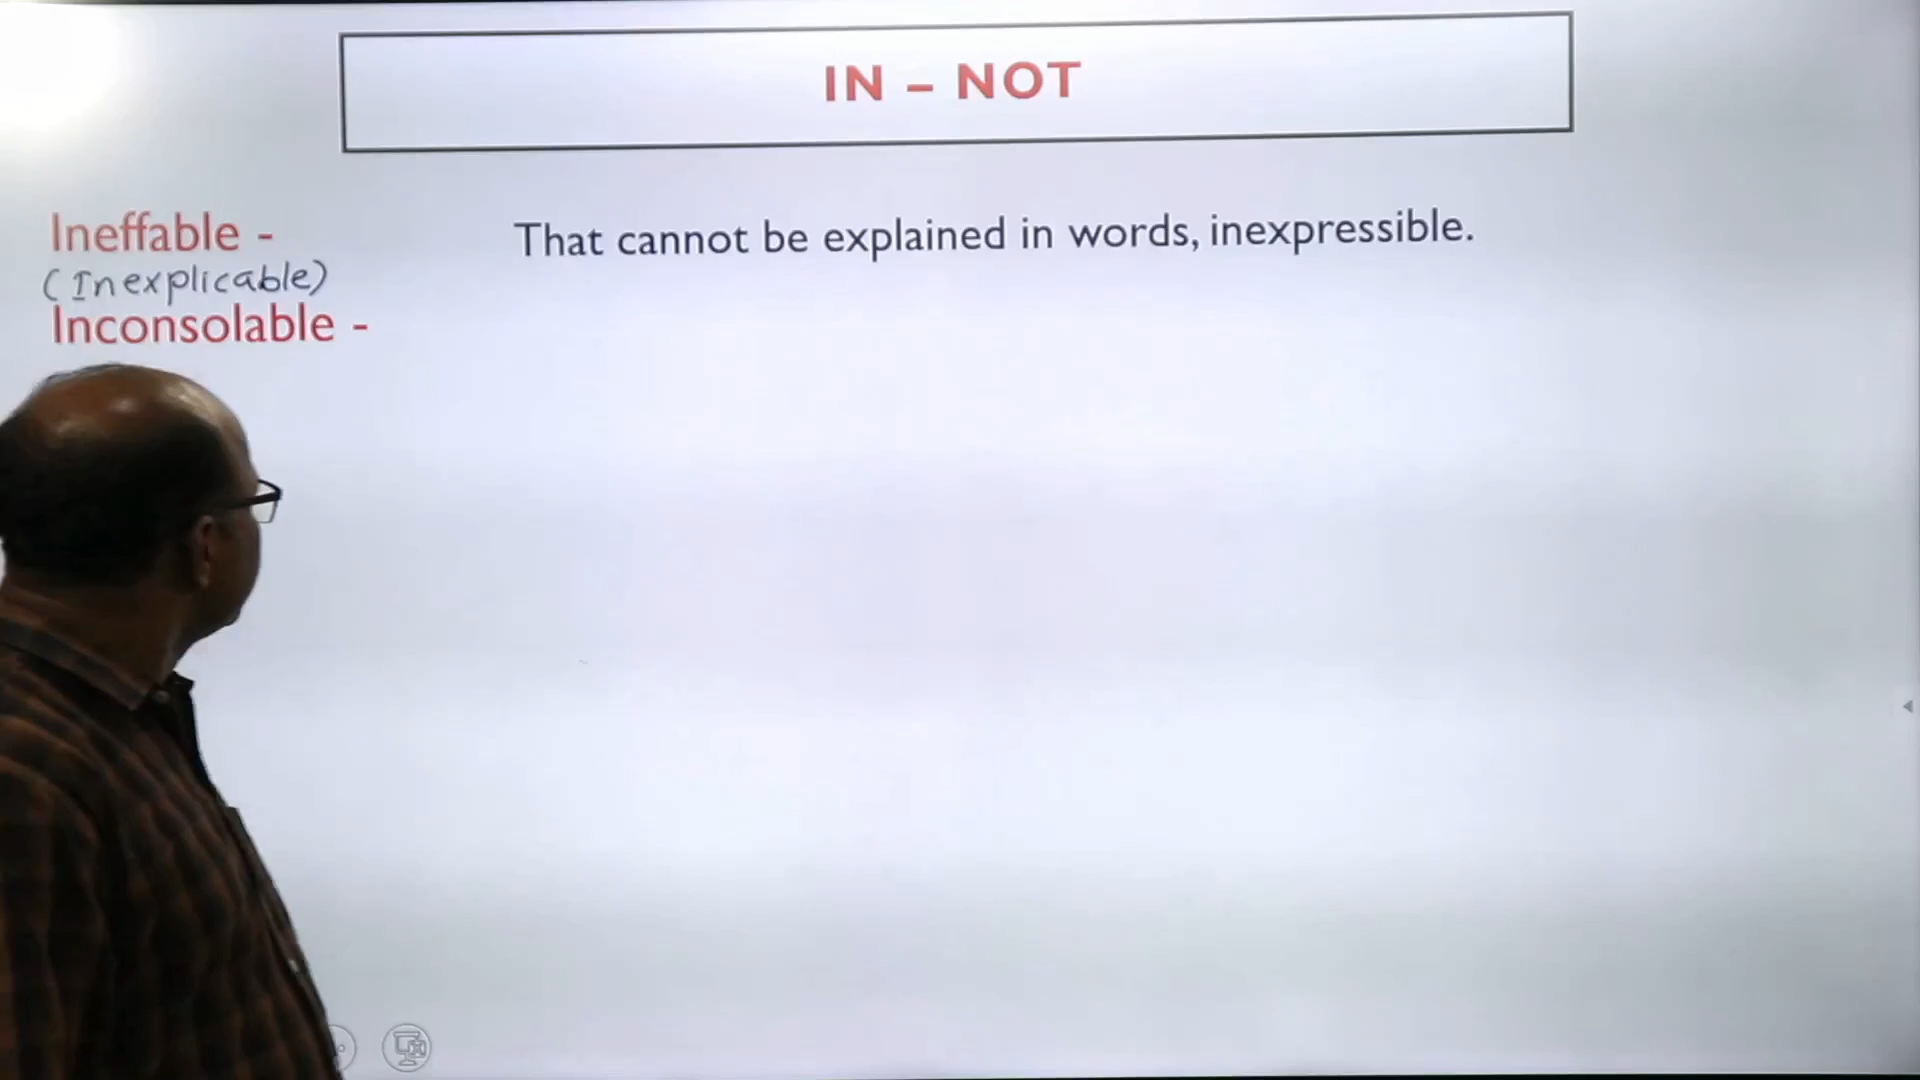 IN – NOT
Ineffable - That cannot be explained in words, inexpressible.
(Inexplicable)
Inconsolable -